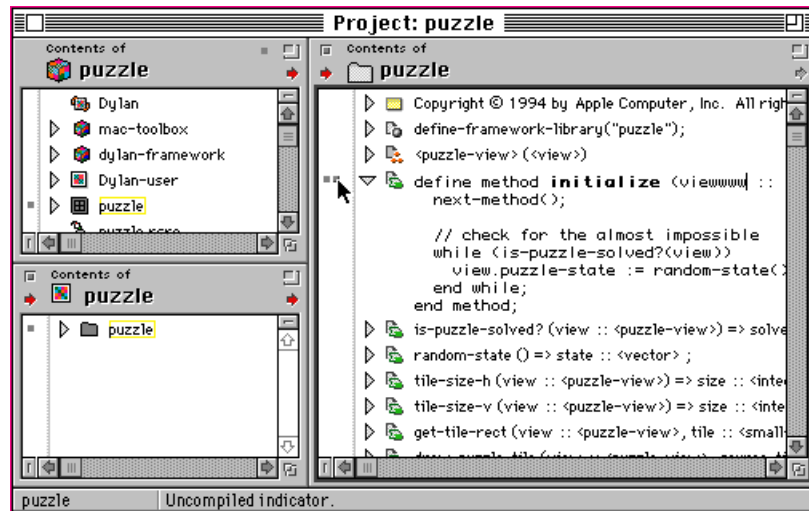 Project: puzzle
Contents of
puzzle
Dylan
mac-toolbox
dylan-framework
Dylan-user
puzzle
puzzle.rsrc
Contents of
puzzle
puzzle
Contents of
puzzle
Copyright © 1994 by Apple Computer, Inc. All righ
define-framework-library("puzzle");
<puzzle-view> (<view>)
define method initialize (viewwww ::
next-method();
// check for the almost impossible
while (is-puzzle-solved?(view))
view.puzzle-state := random-state()
end while;
end method;
is-puzzle-solved? (view :: <puzzle-view>) => solve
random-state () => state :: <vector> ;
tile-size-h (view :: <puzzle-view>) => size :: <inte
tile-size-v (view :: <puzzle-view>) => size :: <inte
get-tile-rect (view :: <puzzle-view>, tile :: <small-
puzzle
Uncompiled indicator.